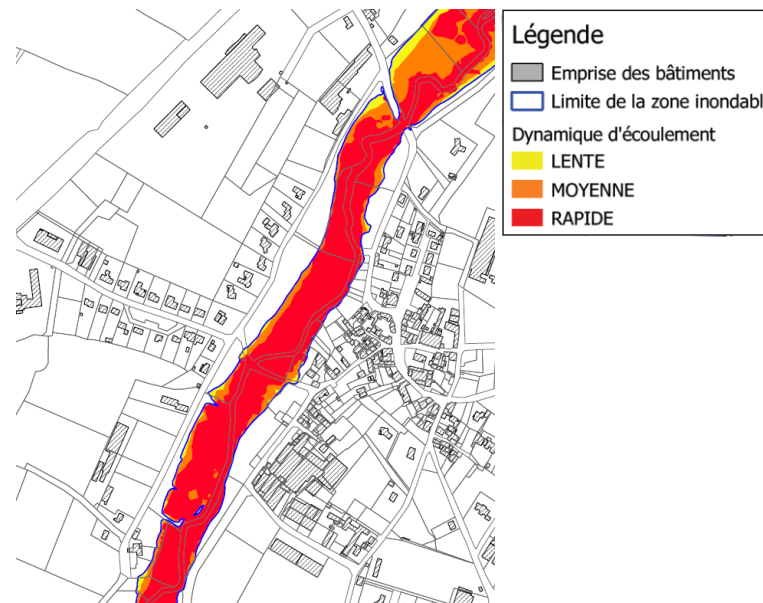 Légende
Emprise des bâtiments
Limite de la zone inondabl
Dynamique d'écoulement
LENTE
MOYENNE
RAPIDE